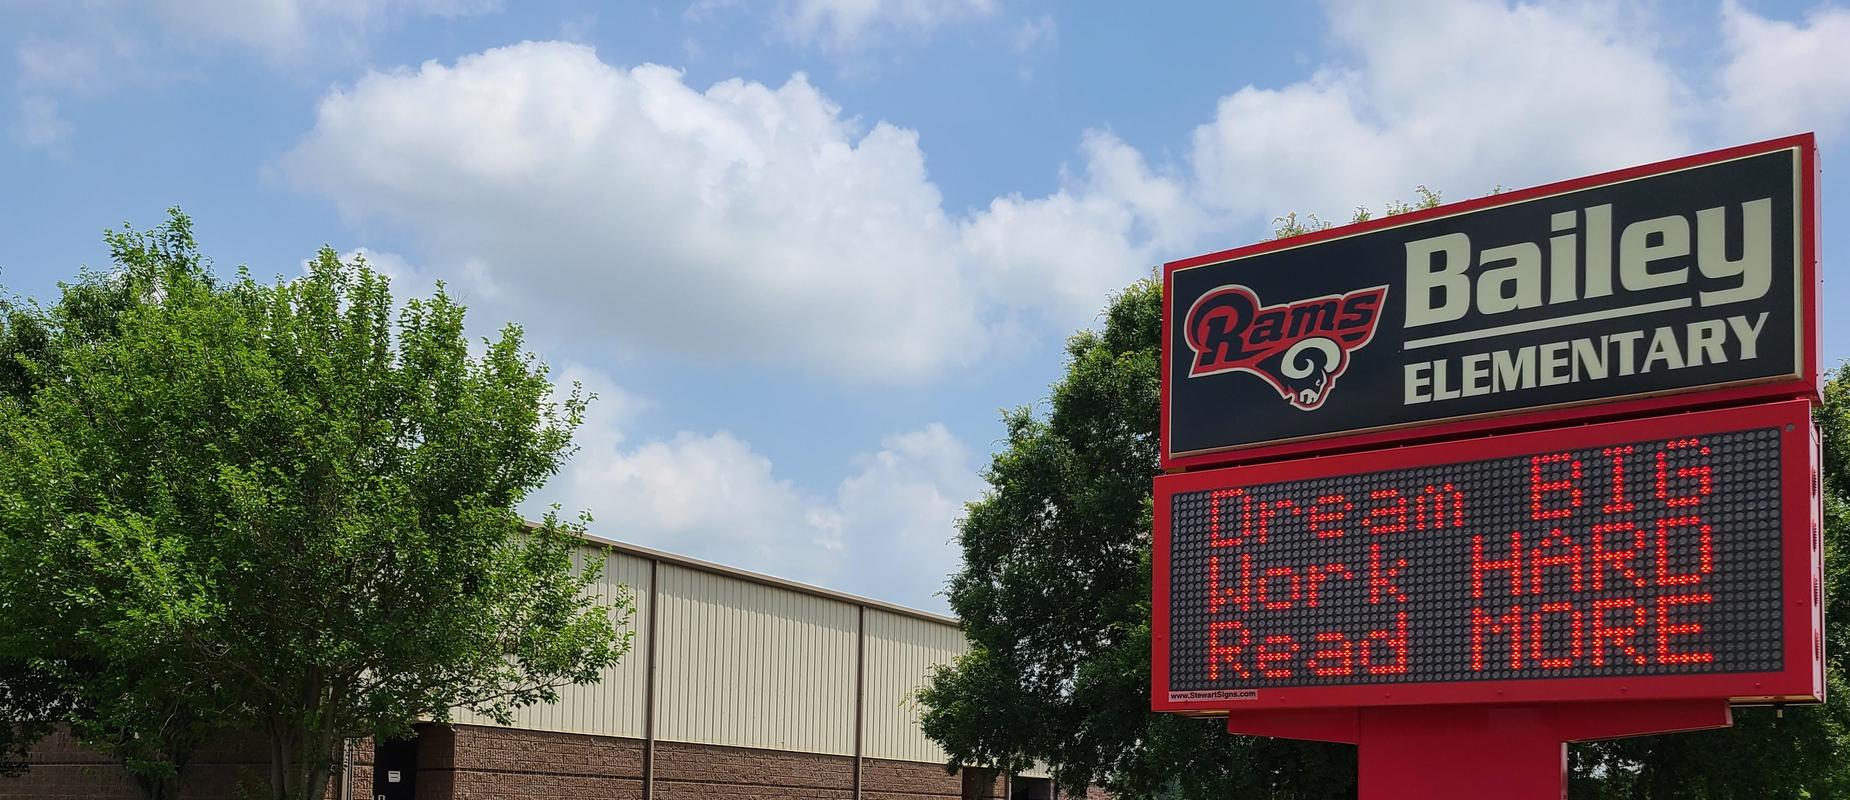 Rams
Bailey
ELEMENTARY
Dream BIG
Work HARD
Read MORE
www.StewartSigns.com